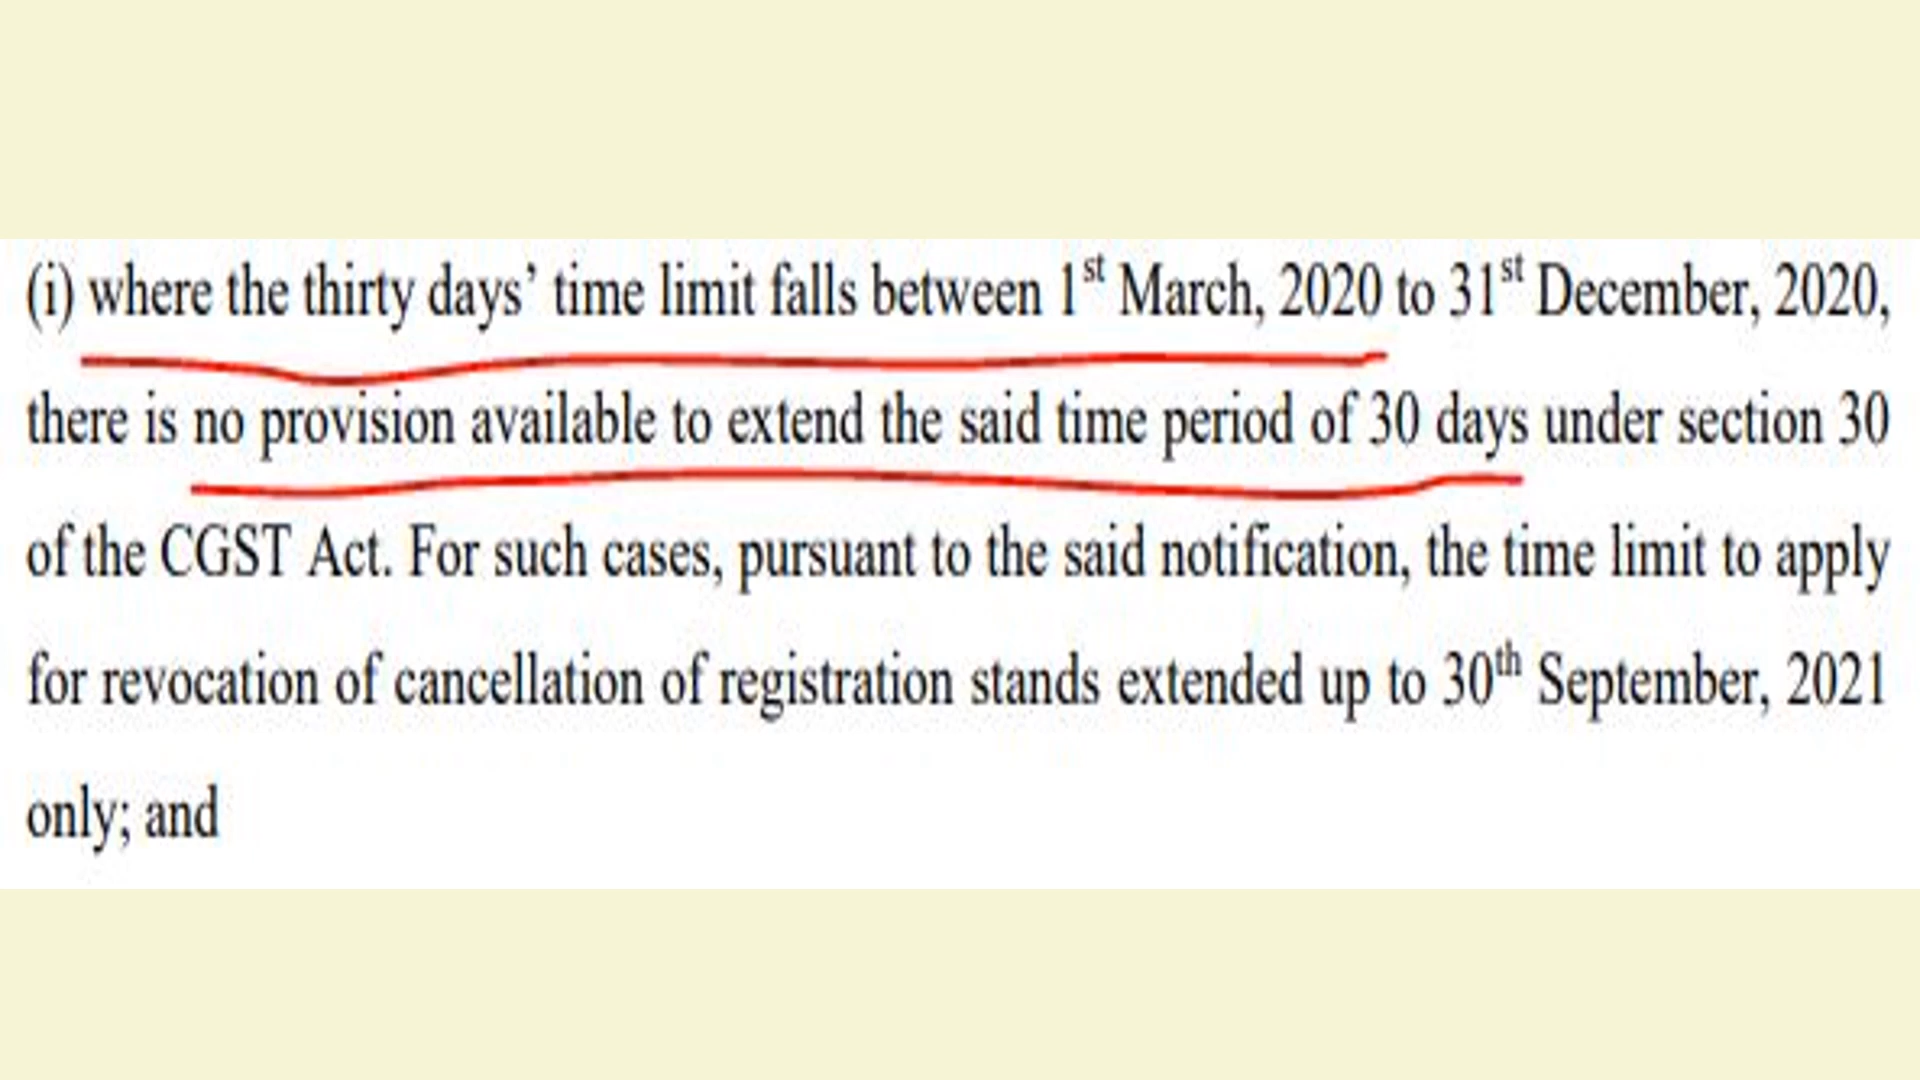 (i) where the thirty days’ time limit falls between 1st March, 2020 to 31st December, 2020,
there is no provision available to extend the said time period of 30 days under section 30
of the CGST Act. For such cases, pursuant to the said notification, the time limit to apply
for revocation of cancellation of registration stands extended up to 30th September, 2021
only; and